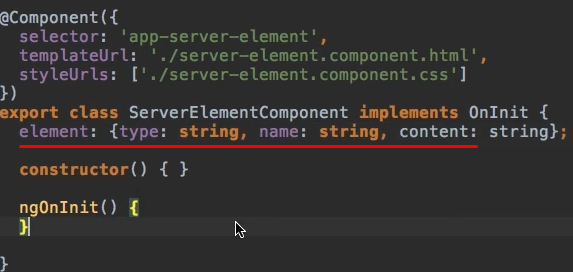 @Component({
  selector: 'app-server-element',
  templateUrl: './server-element.component.html',
  styleUrls: ['./server-element.component.css']
})
export class ServerElementComponent implements OnInit {
  element: {type: string, name: string, content: string};
  constructor() { }
  ngOnInit() {
  }
}